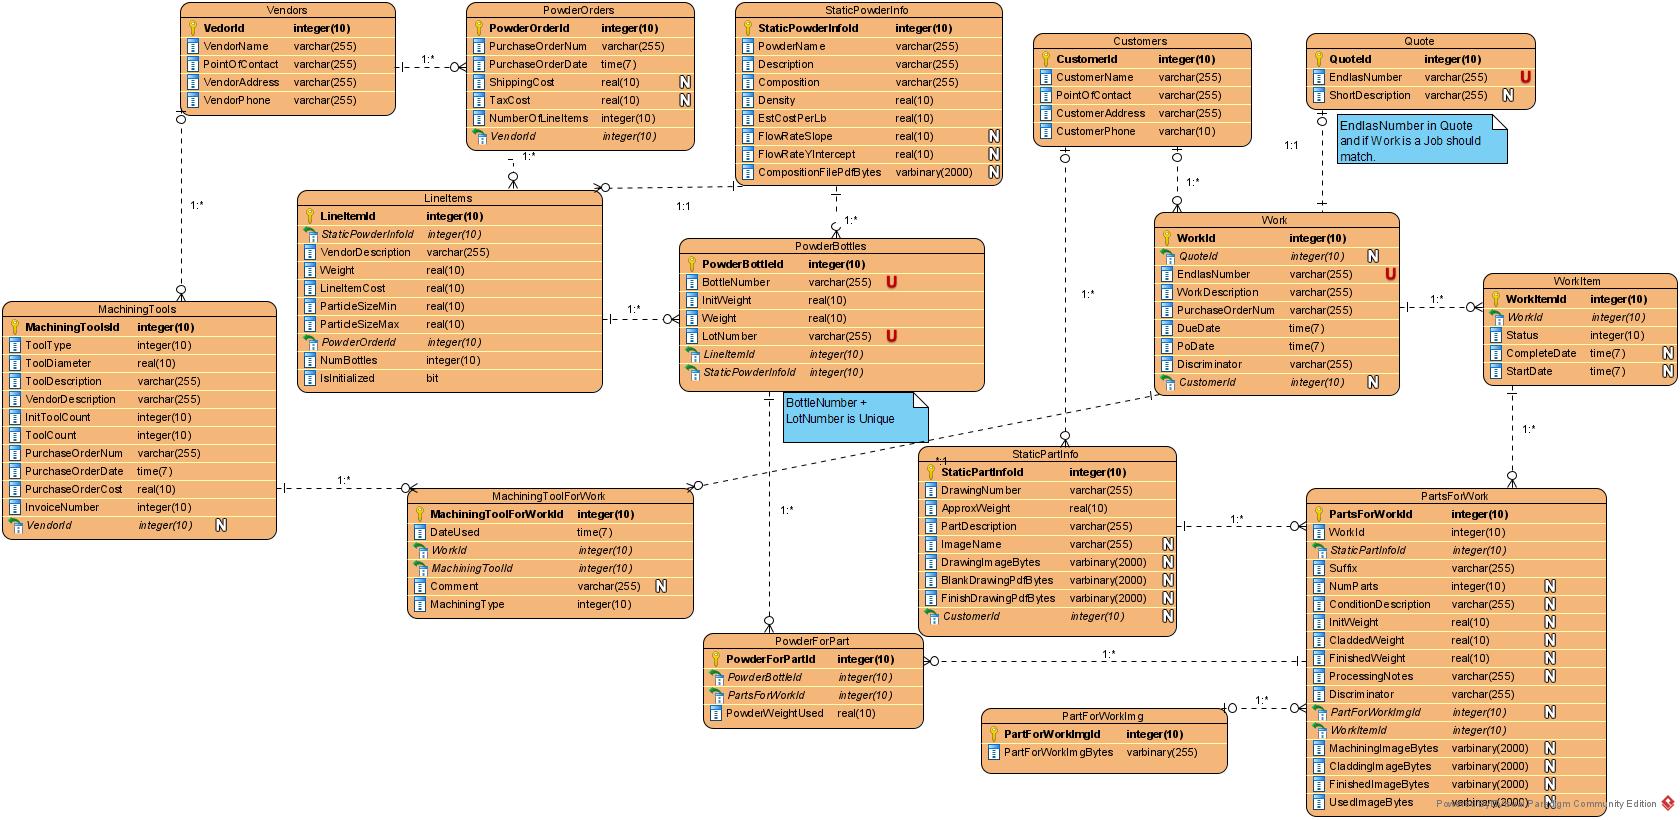 Vendors
VedorId integer(10)
VendorName varchar(255)
PointOfContact varchar(255)
VendorAddress varchar(255)
VendorPhone varchar(255)
1:*
PowderOrders
PowderOrderId integer(10)
PurchaseOrderNum varchar(255)
PurchaseOrderDate time(7)
ShippingCost real(10) N
TaxCost real(10) N
NumberOfLineItems integer(10)
VendorId integer(10)
1:*
StaticPowderInfo
StaticPowderInfoId integer(10)
PowderName varchar(255)
Description varchar(255)
Composition varchar(255)
Density real(10)
EstCostPerLb real(10)
FlowRateSlope real(10) N
FlowRateYIntercept real(10) N
CompositionFilePdfBytes varbinary(2000) N
1:1
1:*
Customers
CustomerId integer(10)
CustomerName varchar(255)
PointOfContact varchar(255)
CustomerAddress varchar(255)
CustomerPhone varchar(10)
1:*
1:*
Quote
QuoteId integer(10)
EndlasNumber varchar(255) U
ShortDescription varchar(255) N
EndlasNumber in Quote
and if Work is a Job should
match.
1:1
1:*
LineItems
LineItemId integer(10)
StaticPowderInfoId integer(10)
VendorDescription varchar(255)
Weight real(10)
LineItemCost real(10)
ParticleSizeMin real(10)
ParticleSizeMax real(10)
PowderOrderId integer(10)
NumBottles integer(10)
IsInitialized bit
1:*
PowderBottles
PowderBottleId integer(10)
BottleNumber varchar(255) U
InitWeight real(10)
Weight real(10)
LotNumber varchar(255) U
LineItemId integer(10)
StaticPowderInfoId integer(10)
BottleNumber +
LotNumber is Unique
1:*
Work
WorkId integer(10)
QuoteId integer(10) N
EndlasNumber varchar(255) U
WorkDescription varchar(255)
PurchaseOrderNum varchar(255)
DueDate time(7)
PoDate time(7)
Discriminator varchar(255)
CustomerId integer(10) N
1:*
WorkItem
WorkItemId integer(10)
WorkId integer(10)
Status integer(10)
CompleteDate time(7) N
StartDate time(7) N
1:*
MachiningTools
MachiningToolsId integer(10)
ToolType integer(10)
ToolDiameter real(10)
ToolDescription varchar(255)
VendorDescription varchar(255)
InitToolCount integer(10)
ToolCount integer(10)
PurchaseOrderNum varchar(255)
PurchaseOrderDate time(7)
PurchaseOrderCost real(10)
InvoiceNumber integer(10)
VendorId integer(10) N
1:*
MachiningToolForWork
MachiningToolForWorkId integer(10)
DateUsed time(7)
WorkId integer(10)
MachiningToolId integer(10)
Comment varchar(255) N
MachiningType integer(10)
*:1
StaticPartInfo
StaticPartInfoId integer(10)
DrawingNumber varchar(255)
ApproxWeight real(10)
PartDescription varchar(255)
ImageName varchar(255) N
DrawingImageBytes varbinary(2000) N
BlankDrawingPdfBytes varbinary(2000) N
FinishDrawingPdfBytes varbinary(2000) N
CustomerId integer(10) N
1:*
PartsForWork
PartsForWorkId integer(10)
WorkId integer(10)
StaticPartInfoId integer(10)
Suffix varchar(255)
NumParts integer(10) N
ConditionDescription varchar(255) N
InitWeight real(10) N
CladdedWeight real(10) N
FinishedWeight real(10) N
ProcessingNotes varchar(255) N
Discriminator varchar(255)
PartForWorkImgId integer(10) N
WorkItemId integer(10)
MachiningImageBytes varbinary(2000) N
CladdingImageBytes varbinary(2000) N
FinishedImageBytes varbinary(2000) N
UsedImageBytes varbinary(2000) N
PowderForPart
PowderForPartId integer(10)
PowderBottleId integer(10)
PartsForWorkId integer(10)
PowderWeightUsed real(10)
1:*
PartForWorkImg
PartForWorkImgId integer(10)
PartForWorkImgBytes varbinary(255)
1:*
Community Edition